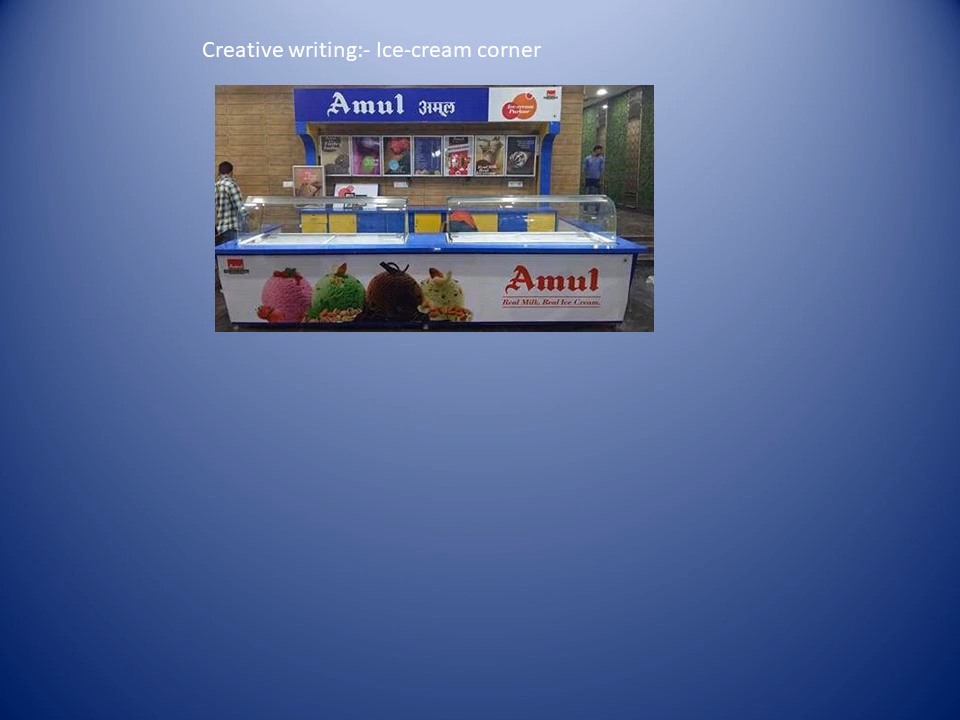 Creative writing:- Ice-cream corner
Amul अमूल
Ice-cream
Parlour
Amul
Real Milk. Real Ice Cream.